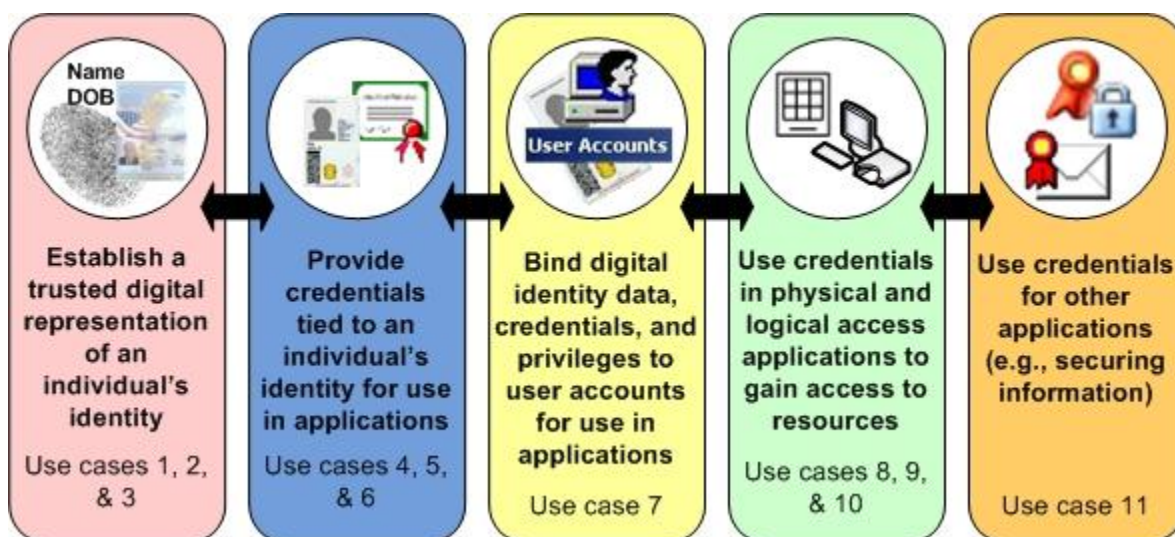 Name
DOB
Establish a
trusted digital
representation
of an
individual's
identity
Use cases 1, 2,
& 3
Provide
credentials
tied to an
individual's
identity for use
in applications
Use cases 4, 5,
& 6
User Accounts
Bind digital
identity data,
credentials, and
privileges to
user accounts
for use in
applications
Use case 7
Use credentials
in physical and
logical access
applications to
gain access to
resources
Use cases 8, 9,
& 10
Use credentials
for other
applications
(e.g., securing
information)
Use case 11